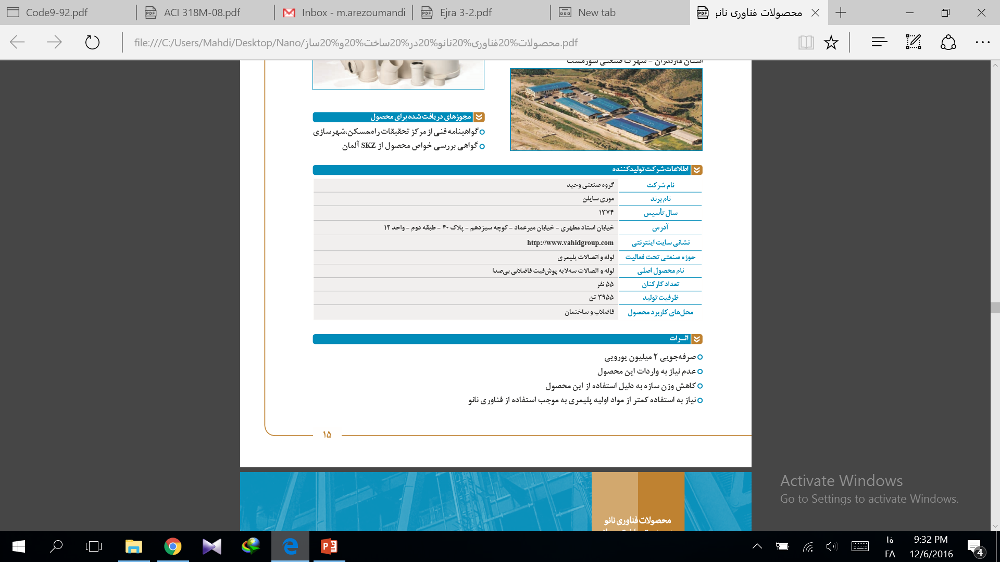 Code9-92.pdf
ACI 318M-08.pdf
Inbox - m.arezoumandi
Ejra 3-2.pdf
New tab
محصولات فناوری نانو
file:///C:/Users/Mahdi/Desktop/Nano/محصولات%20فناوری%20نانو%20در%20ساخت%20و%20ساز.pdf
استان مازندران - شهرک صنعتی شورمست
مجوزهای دریافت شده برای محصول
گواهینامه فنی از مرکز تحقیقات راه،مسکن،شهرسازی
گواهی بررسی خواص محصول از SKZ آلمان
اطلاعات شرکت تولیدکننده
نام شرکت گروه صنعتی وحید
نام برند موری سایلن
سال تأسیس ۱۳۷۴
آدرس خیابان استاد مطهری - خیابان میرعماد - کوچه سیزدهم - پلاک ۴۰ - طبقه دوم - واحد ۱۲
نشانی سایت اینترنتی http://www.vahidgroup.com
حوزه صنعتی تحت فعالیت لوله و اتصالات پلیمری
نام محصول اصلی لوله و اتصالات سه‌لایه پوش‌فیت فاضلابی بی‌صدا
تعداد کارکنان ۵۵ نفر
ظرفیت تولید ۳۹۵۵ تن
محل‌های کاربرد محصول فاضلاب و ساختمان
اثـــرات
صرفه‌جویی ۲ میلیون یورویی
عدم نیاز به واردات این محصول
کاهش وزن سازه به دلیل استفاده از این محصول
نیاز به استفاده کمتر از مواد اولیه پلیمری به موجب استفاده از فناوری نانو
۱۵
محصولات فناوری نانو
Activate Windows
Go to Settings to activate Windows.
فا
FA
9:32 PM
12/6/2016
4